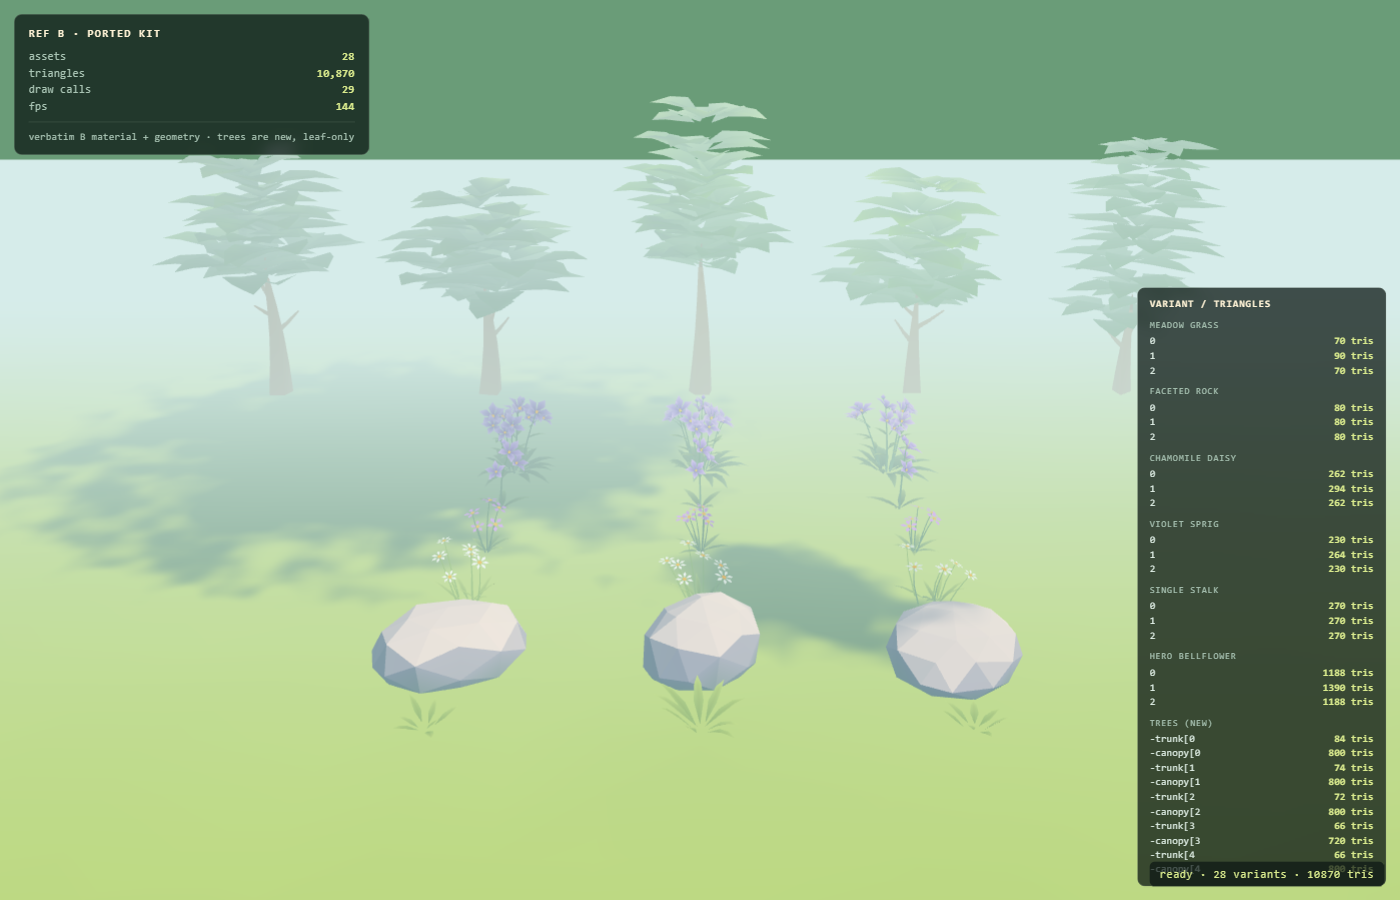 REF B · PORTED KIT
assets 28
triangles 10,870
draw calls 29
fps 144
verbatim B material + geometry · trees are new, leaf-only
VARIANT / TRIANGLES
MEADOW GRASS
0 70 tris
1 90 tris
2 70 tris
FACETED ROCK
0 80 tris
1 80 tris
2 80 tris
CHAMOMILE DAISY
0 262 tris
1 294 tris
2 262 tris
VIOLET SPRIG
0 230 tris
1 264 tris
2 230 tris
SINGLE STALK
0 270 tris
1 270 tris
2 270 tris
HERO BELLFLOWER
0 1188 tris
1 1390 tris
2 1188 tris
TREES (NEW)
-trunk[0 84 tris
-canopy[0 800 tris
-trunk[1 74 tris
-canopy[1 800 tris
-trunk[2 72 tris
-canopy[2 800 tris
-trunk[3 66 tris
-canopy[3 720 tris
-trunk[4 66 tris
-canopy[4 800 tris
ready · 28 variants · 10870 tris